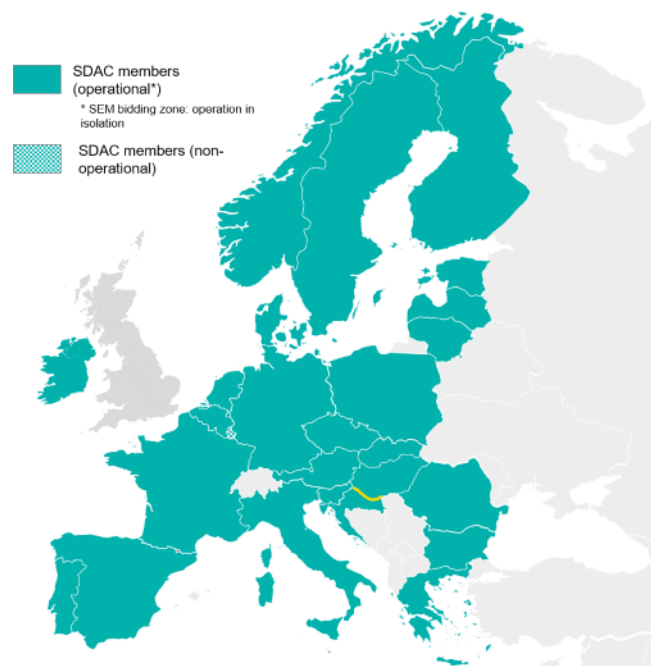 SDAC members
(operational*)
* SEM bidding zone: operation in
isolation
SDAC members (non-
operational)